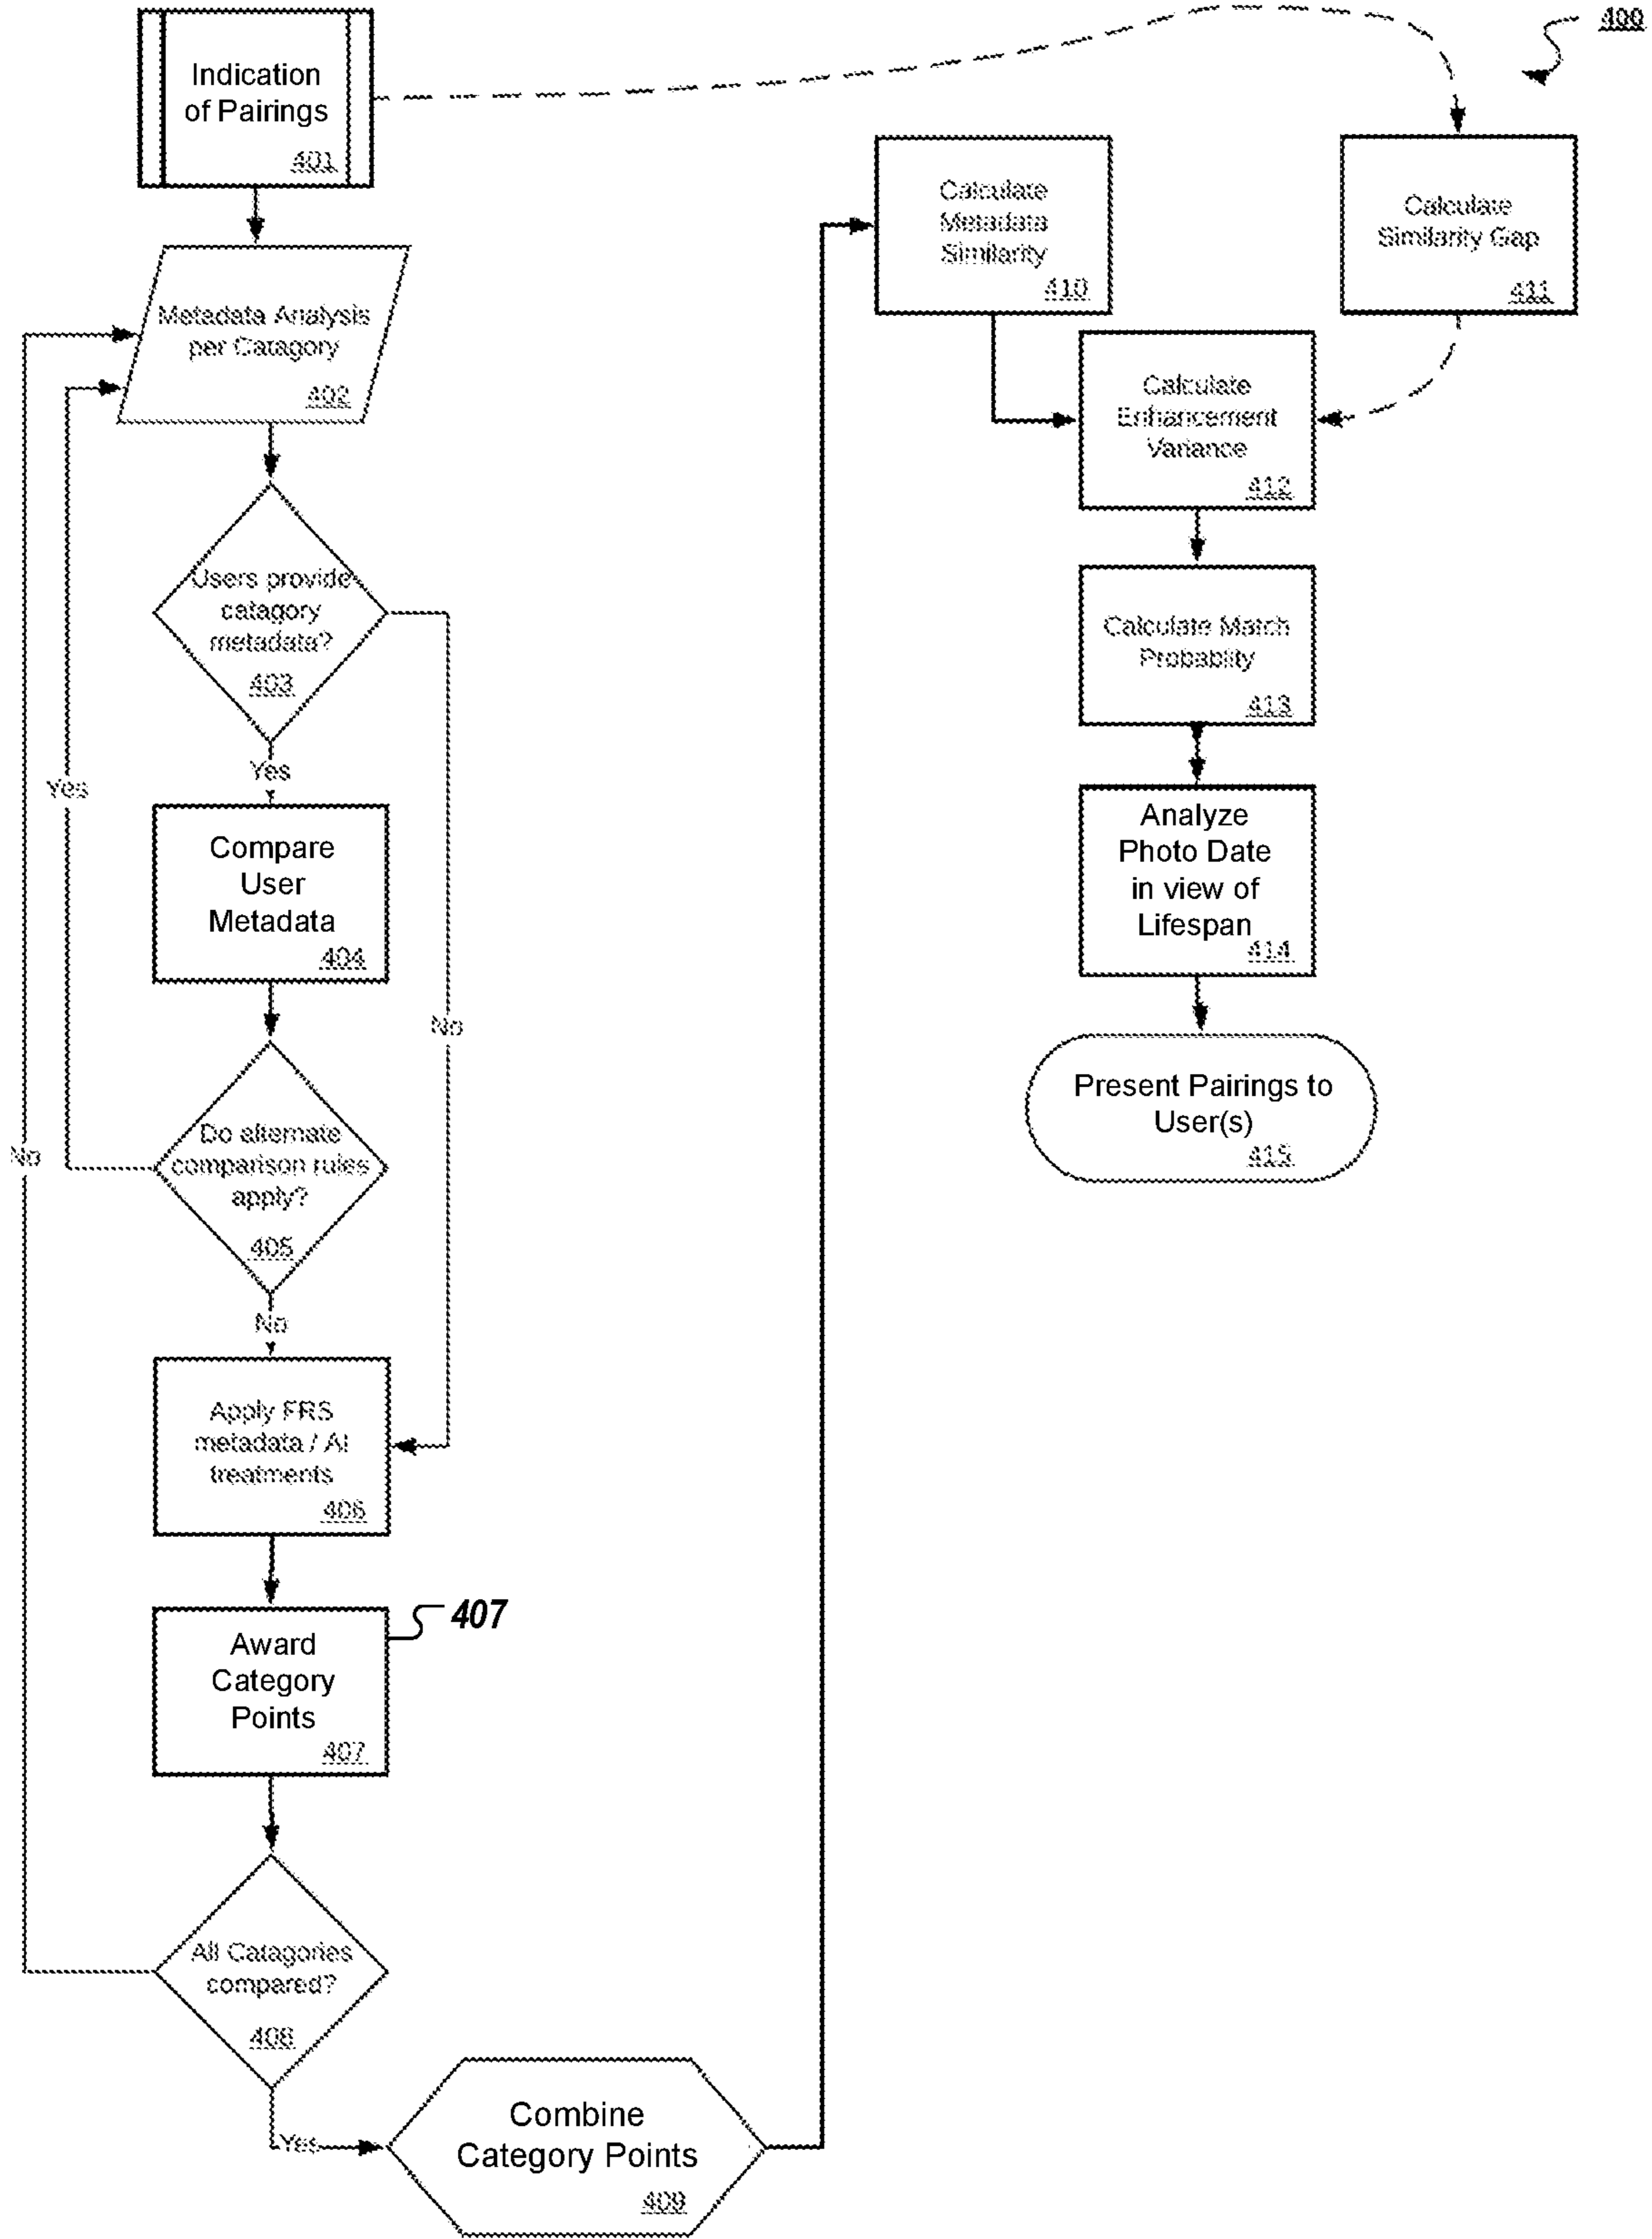 400
Indication
of Pairings
401
Metadata Analysis
per Catagory
402
Users provide
catagory
metadata?
403
Yes
No
Compare
User
Metadata
404
Do alternate
comparison rules
apply?
405
Yes
No
Apply FRS
metadata / AI
treatments
406
Award
Category
Points
407
407
All Catagories
compared?
408
No
Yes
Combine
Category Points
409
Calculate
Metadata
Similarity
410
Calculate
Similarity Gap
411
Calculate
Enhancement
Variance
412
Calculate Match
Probablity
413
Analyze
Photo Date
in view of
Lifespan
414
Present Pairings to
User(s)
415